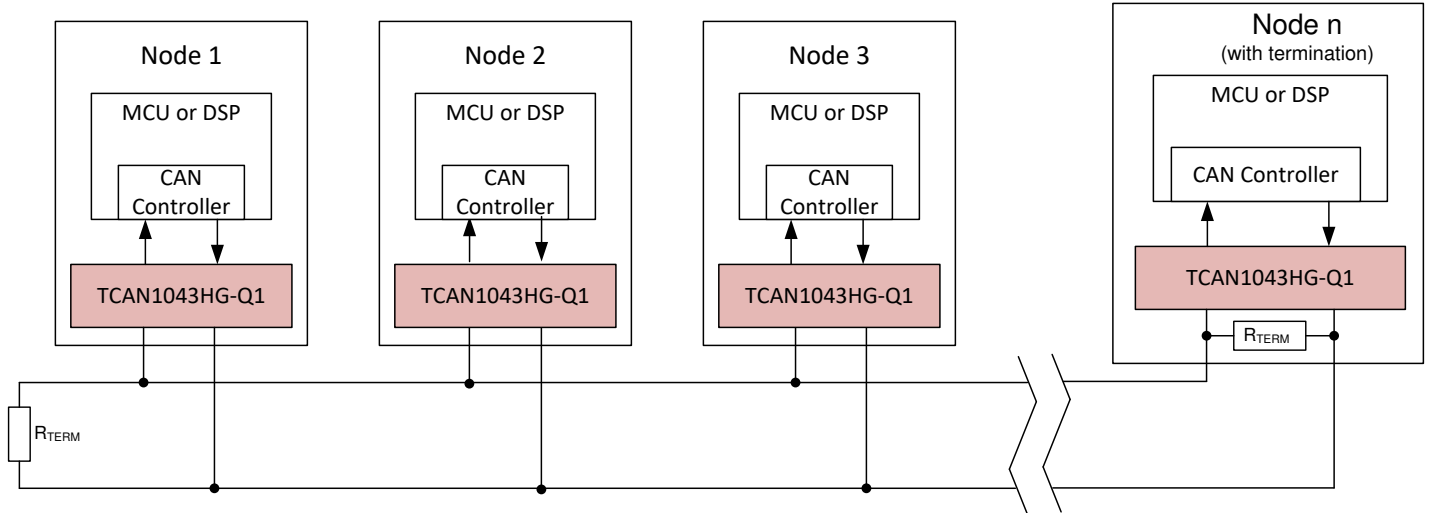 Node 1
MCU or DSP
CAN
Controller
TCAN1043HG-Q1
Node 2
MCU or DSP
CAN
Controller
TCAN1043HG-Q1
Node 3
MCU or DSP
CAN
Controller
TCAN1043HG-Q1
Node n
(with termination)
MCU or DSP
CAN Controller
TCAN1043HG-Q1
RTERM
RTERM